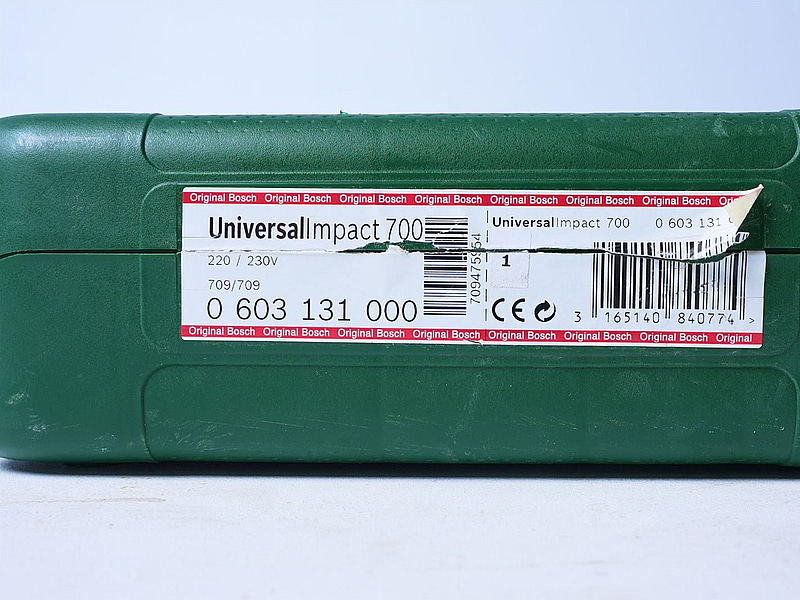 Original Bosch Original Bosch Original Bosch Original Bosch Original Bosch Original Bosch Original Bosch
UniversalImpact 700
220 / 230V
709/709
0 603 131 000
UniversalImpact 700 0 603 131
1
CE
3 165140 840774 >
Original Bosch Original Bosch Original Bosch Original Bosch Original Bosch Original Bosch Original Bosch Original